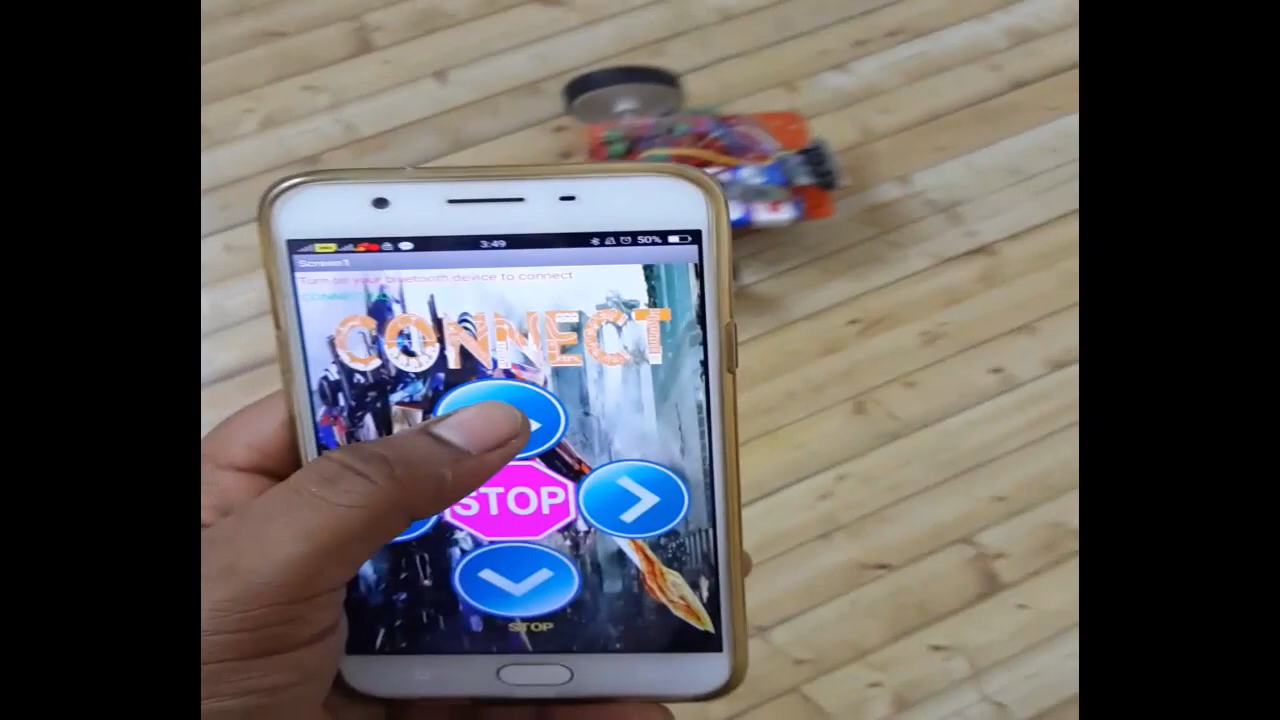 3:49
50%
Screen1
Turn on your bluetooth device to connect
CONNECT
STOP
STOP